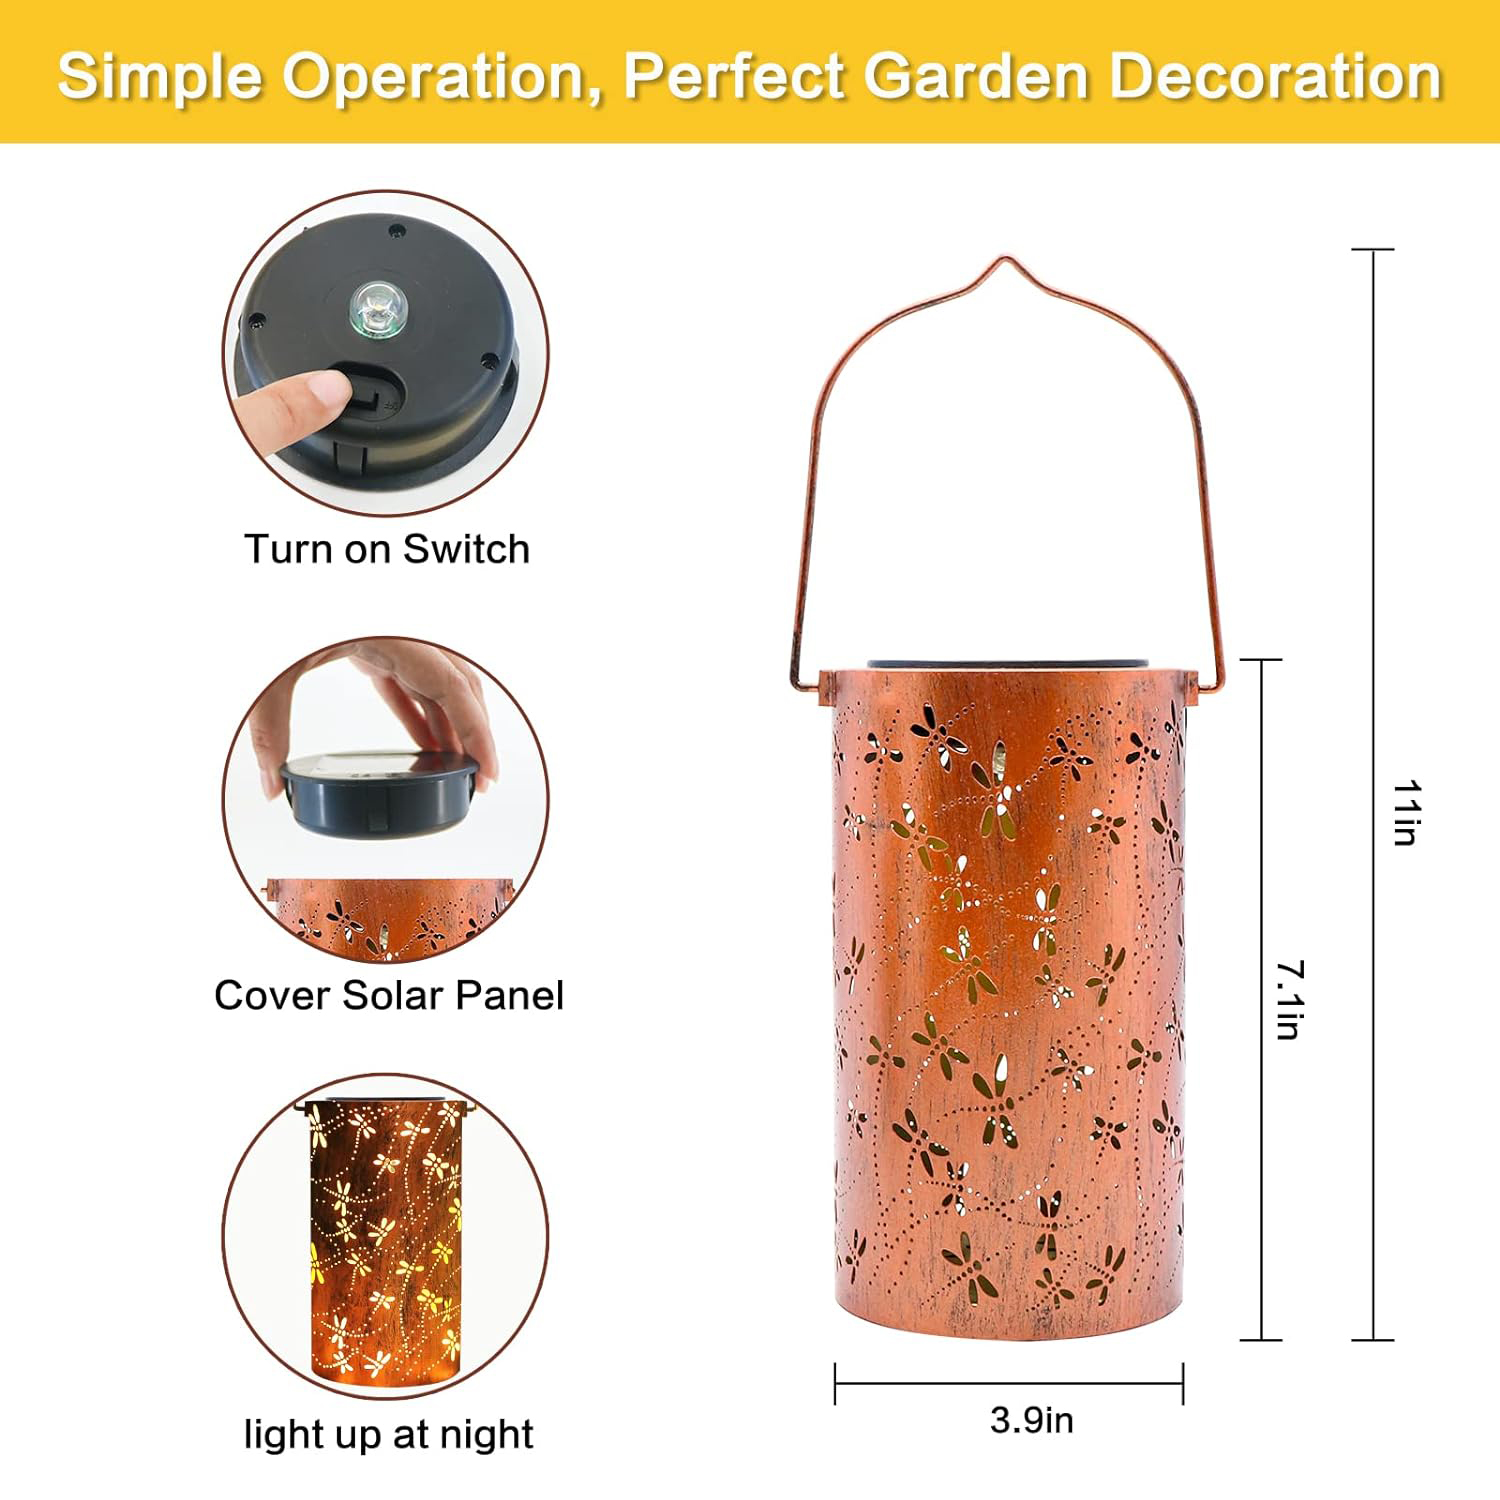 Simple Operation, Perfect Garden Decoration
Turn on Switch
Cover Solar Panel
light up at night
11in
7.1in
3.9in